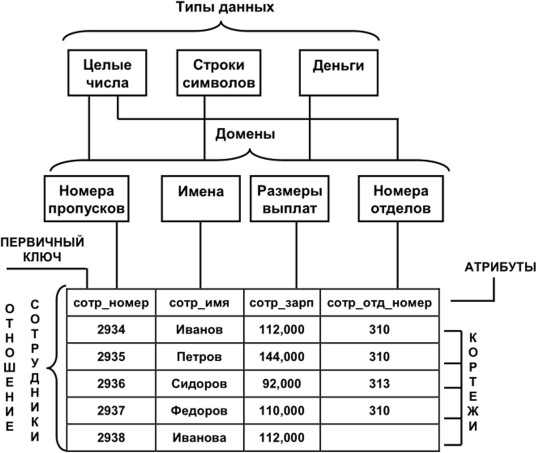 Типы данных
Целые
числа
Строки
символов
Деньги
Домены
Номера
пропусков
Имена
Размеры
выплат
Номера
отделов
ПЕРВИЧНЫЙ
КЛЮЧ
АТРИБУТЫ
ОТНОШЕНИЕ
СОТРУДНИКИ
сотр_номер сотр_имя сотр_зарп сотр_отд_номер
2934 Иванов 112,000 310
2935 Петров 144,000 310
2936 Сидоров 92,000 313
2937 Федоров 110,000 310
2938 Иванова 112,000
КОРТЕЖИ